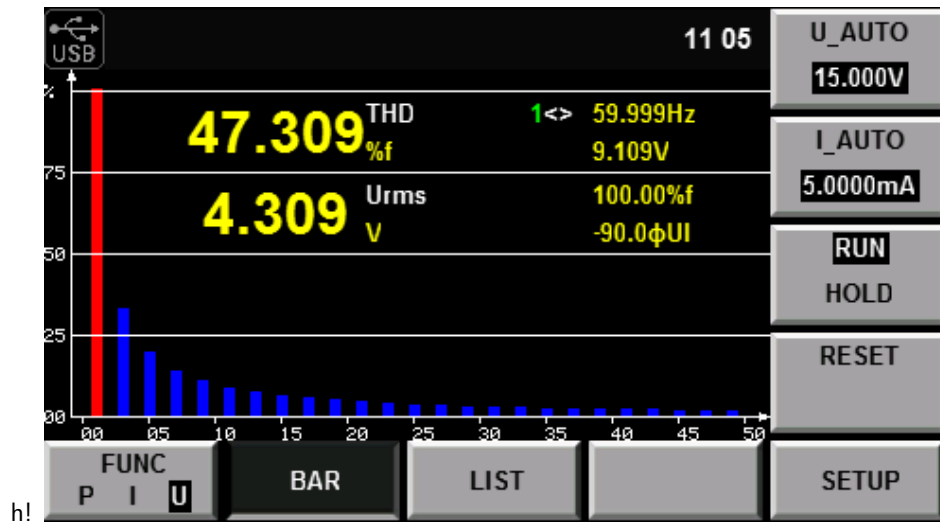 USB
11 05
U_AUTO
15.000V
%
47.309 THD %f
1<> 59.999Hz
9.109V
I_AUTO
5.0000mA
75
4.309 Urms V
100.00%f
-90.0ϕUI
50
RUN
HOLD
25
RESET
00
00 05 10 15 20 25 30 35 40 45 50
FUNC
P I U
BAR
LIST
SETUP
h!